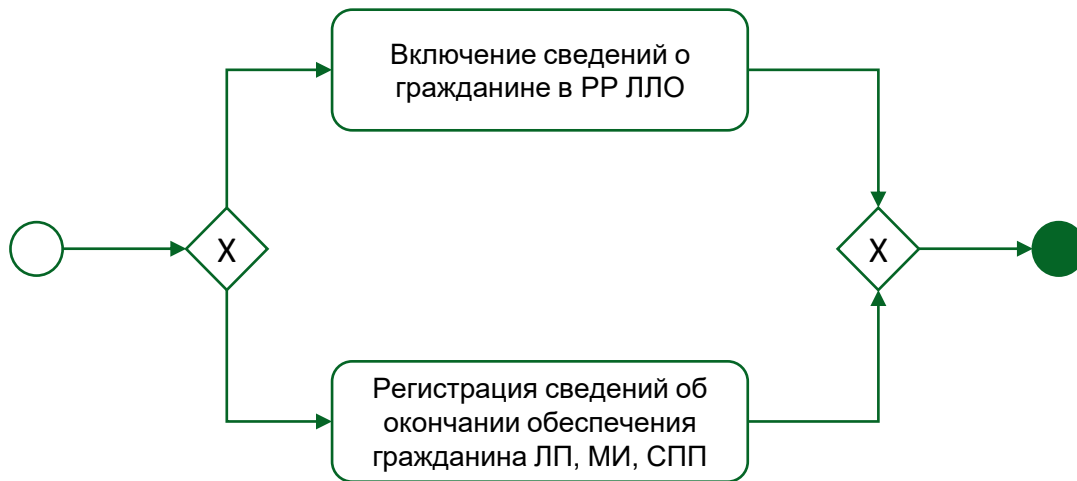 Включение сведений о
гражданине в РР ЛЛО
X
X
Регистрация сведений об
окончании обеспечения
гражданина ЛП, МИ, СПП